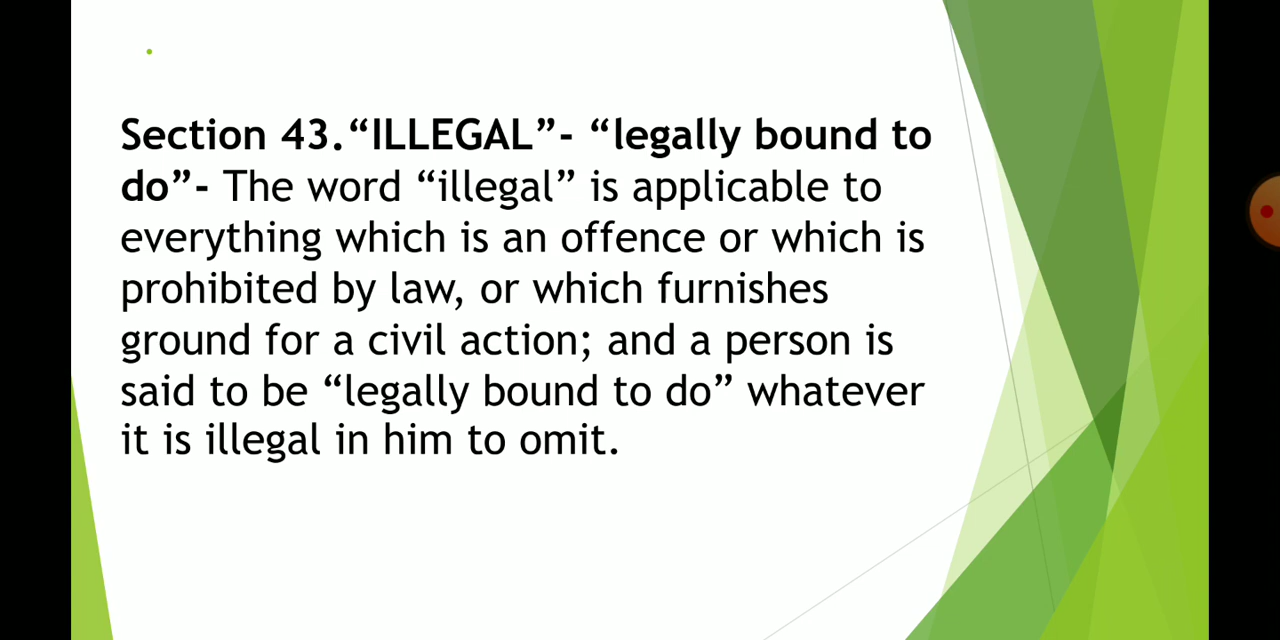 Section 43.“ILLEGAL”- “legally bound to
do”- The word “illegal” is applicable to
everything which is an offence or which is
prohibited by law, or which furnishes
ground for a civil action; and a person is
said to be “legally bound to do” whatever
it is illegal in him to omit.